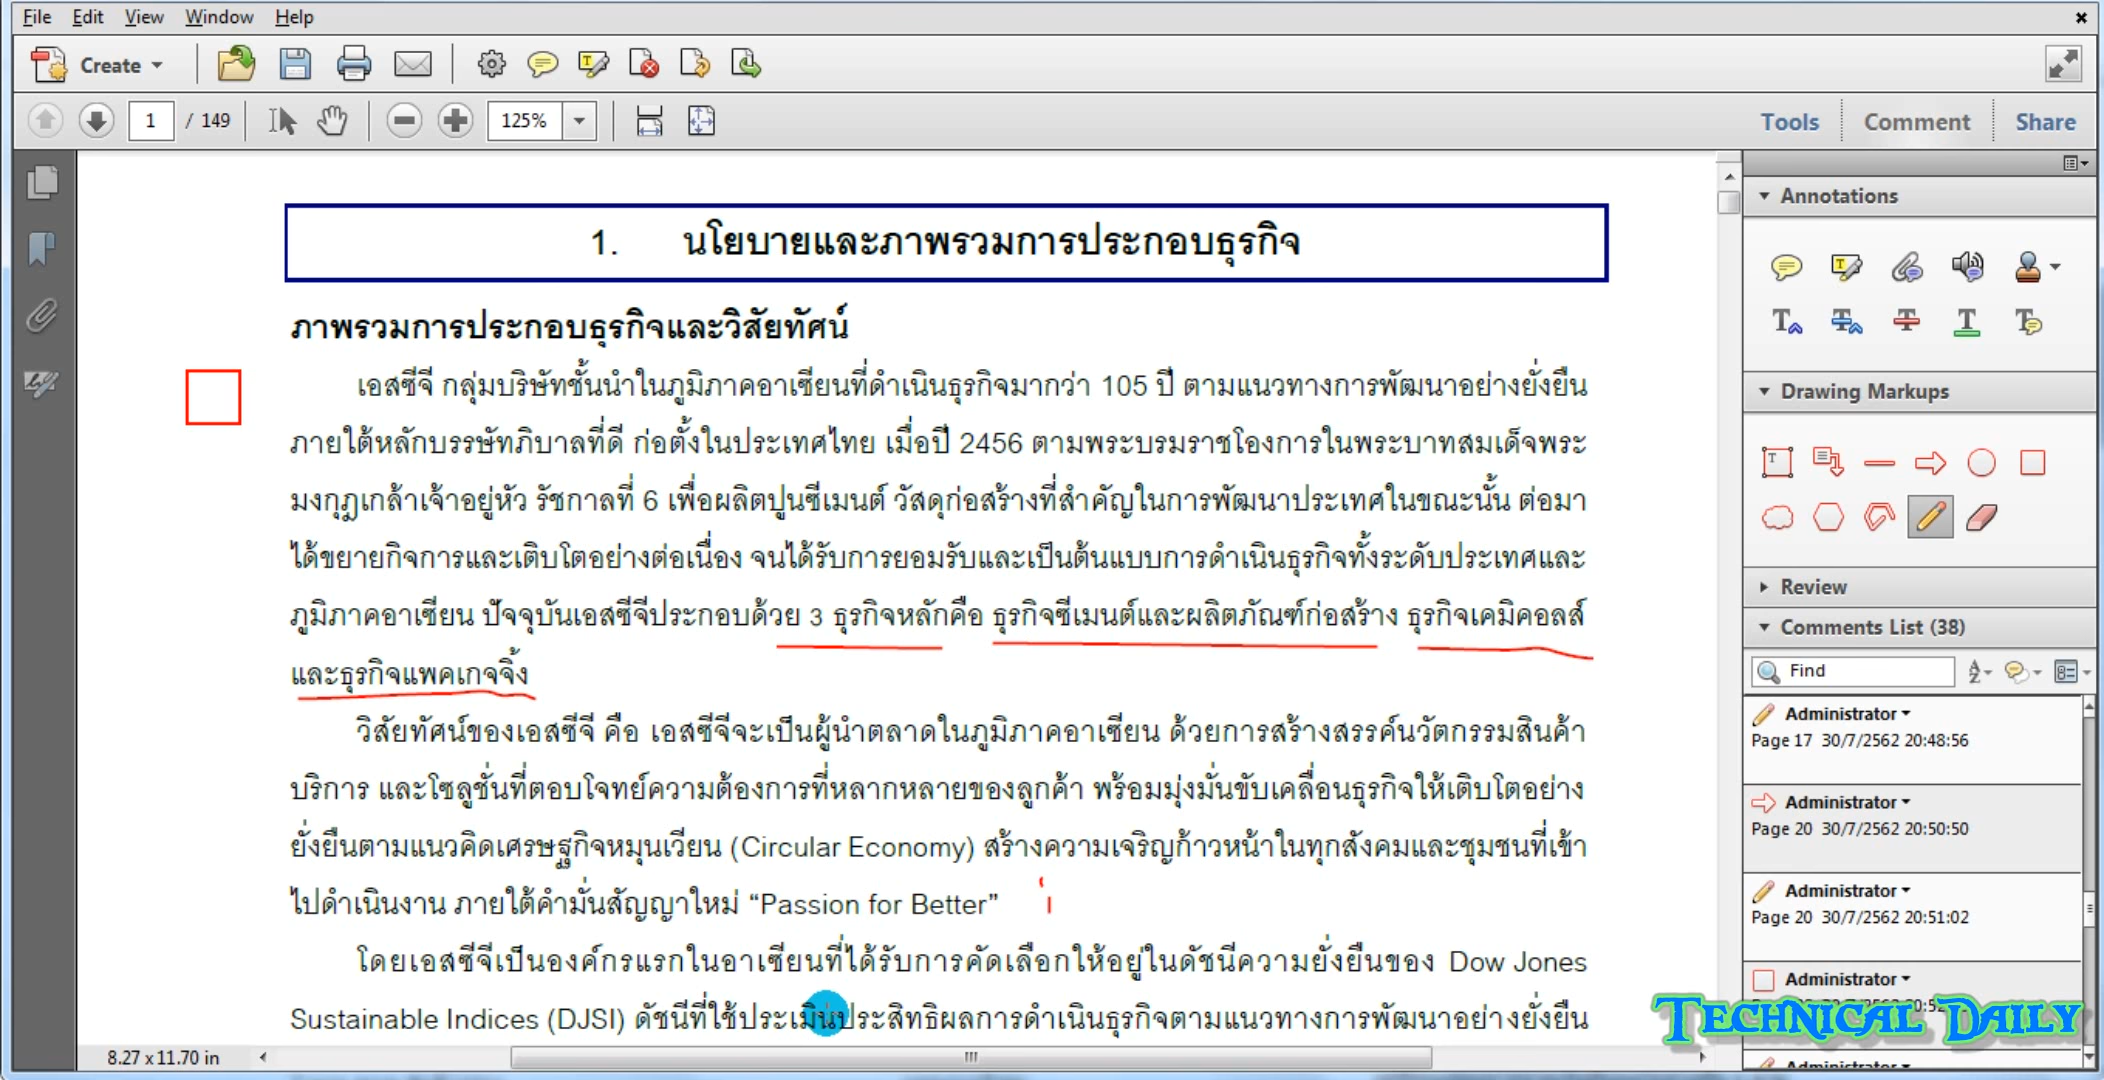 File Edit View Window Help
Create
1 / 149 125% Tools Comment Share
Annotations
1. นโยบายและภาพรวมการประกอบธุรกิจ
ภาพรวมการประกอบธุรกิจและวิสัยทัศน์
เอสซีจี กลุ่มบริษัทชั้นนำในภูมิภาคอาเซียนที่ดำเนินธุรกิจมากว่า 105 ปี ตามแนวทางการพัฒนาอย่างยั่งยืน
ภายใต้หลักบรรษัทภิบาลที่ดี ก่อตั้งในประเทศไทย เมื่อปี 2456 ตามพระบรมราชโองการในพระบาทสมเด็จพระ
มงกุฎเกล้าเจ้าอยู่หัว รัชกาลที่ 6 เพื่อผลิตปูนซีเมนต์ วัสดุก่อสร้างที่สำคัญในการพัฒนาประเทศในขณะนั้น ต่อมา
ได้ขยายกิจการและเติบโตอย่างต่อเนื่อง จนได้รับการยอมรับและเป็นต้นแบบการดำเนินธุรกิจทั้งระดับประเทศและ
ภูมิภาคอาเซียน ปัจจุบันเอสซีจีประกอบด้วย 3 ธุรกิจหลักคือ ธุรกิจซีเมนต์และผลิตภัณฑ์ก่อสร้าง ธุรกิจเคมิคอลส์
และธุรกิจแพคเกจจิ้ง
วิสัยทัศน์ของเอสซีจี คือ เอสซีจีจะเป็นผู้นำตลาดในภูมิภาคอาเซียน ด้วยการสร้างสรรค์นวัตกรรมสินค้า
บริการ และโซลูชั่นที่ตอบโจทย์ความต้องการที่หลากหลายของลูกค้า พร้อมมุ่งมั่นขับเคลื่อนธุรกิจให้เติบโตอย่าง
ยั่งยืนตามแนวคิดเศรษฐกิจหมุนเวียน (Circular Economy) สร้างความเจริญก้าวหน้าในทุกสังคมและชุมชนที่เข้า
ไปดำเนินงาน ภายใต้คำมั่นสัญญาใหม่ “Passion for Better”
โดยเอสซีจีเป็นองค์กรแรกในอาเซียนที่ได้รับการคัดเลือกให้อยู่ในดัชนีความยั่งยืนของ Dow Jones
Sustainable Indices (DJSI) ดัชนีที่ใช้ประเมินประสิทธิผลการดำเนินธุรกิจตามแนวทางการพัฒนาอย่างยั่งยืน
8.27 x 11.70 in
Drawing Markups
Review
Comments List (38)
Find
Administrator
Page 17 30/7/2562 20:48:56
Administrator
Page 20 30/7/2562 20:50:50
Administrator
Page 20 30/7/2562 20:51:02
Administrator
Technical Daily
Administrator